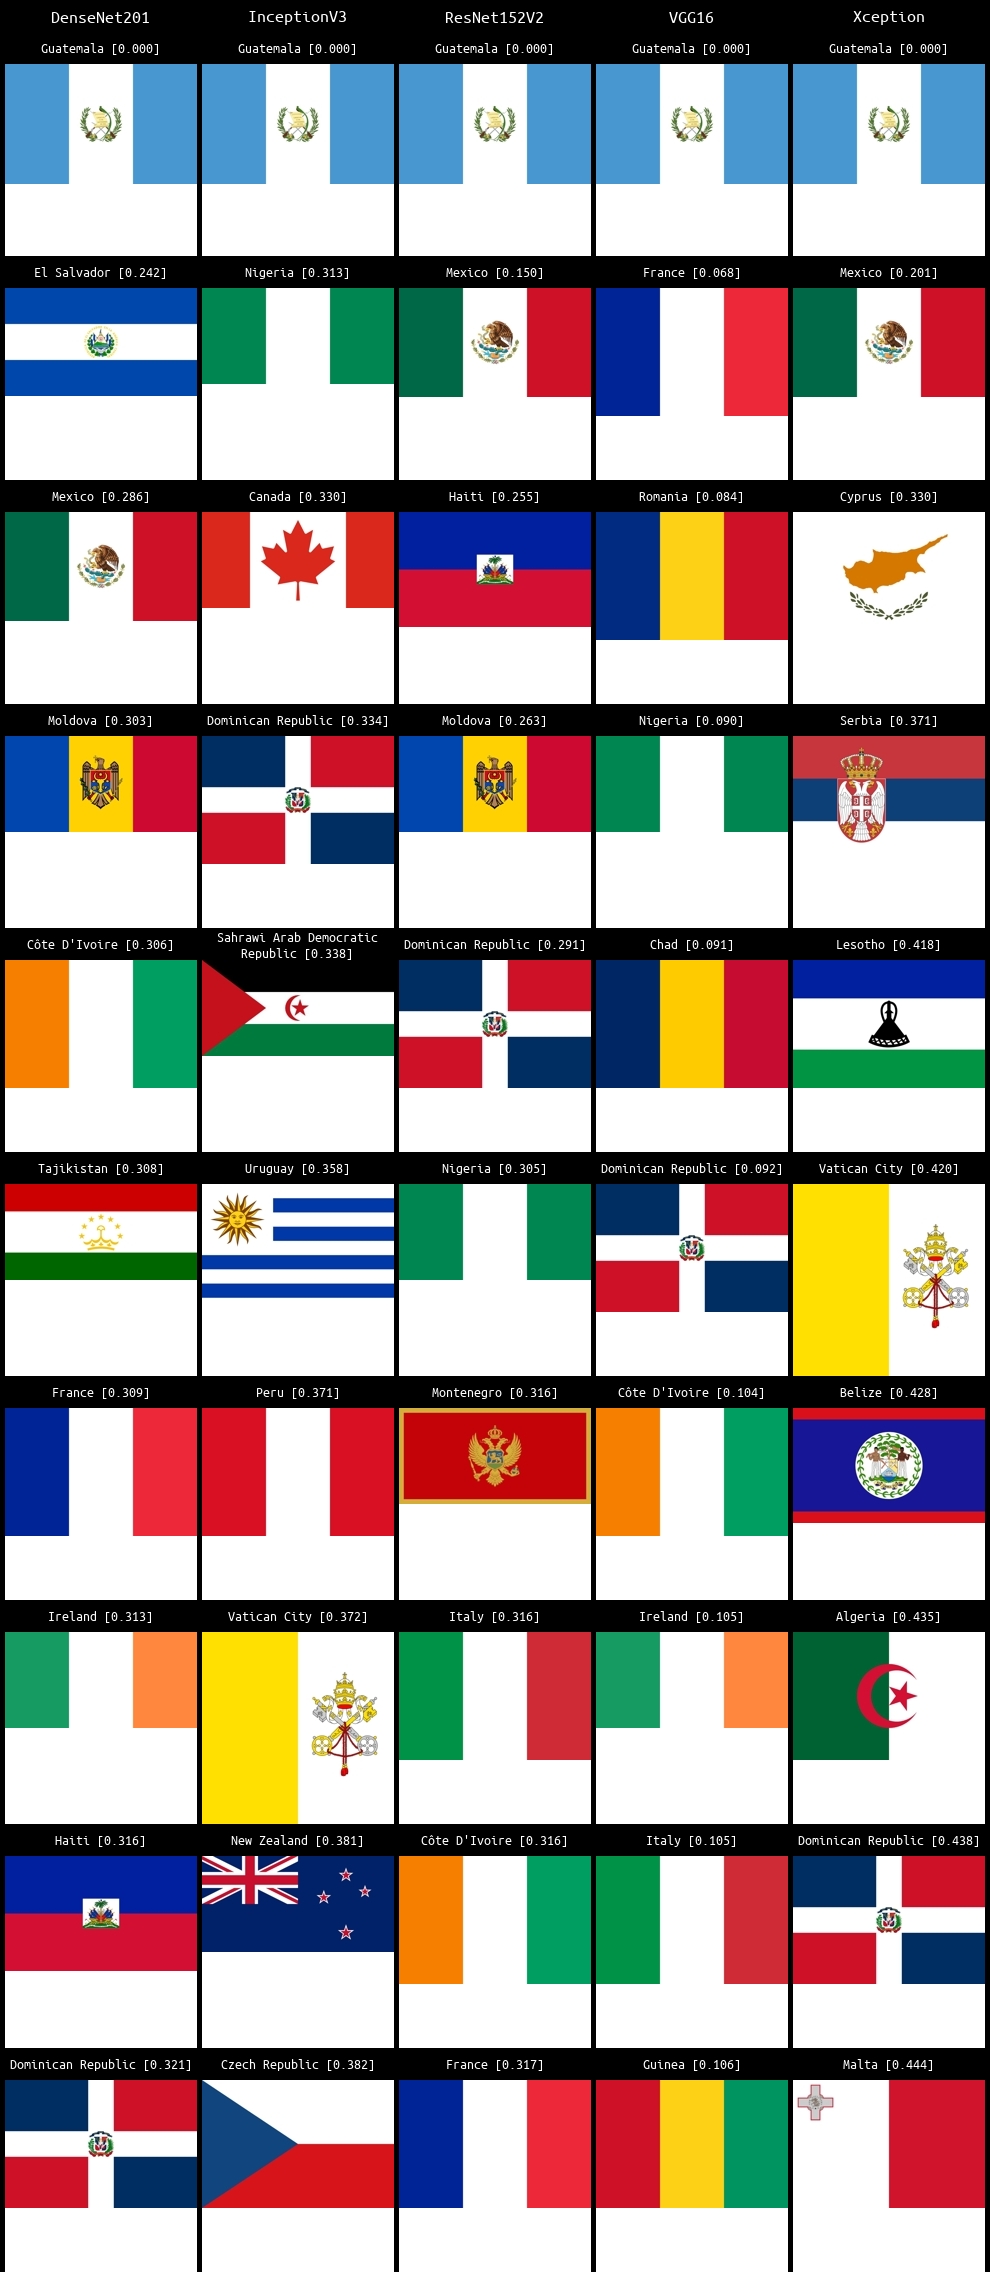 DenseNet201 InceptionV3 ResNet152V2 VGG16 Xception
Guatemala [0.000] Guatemala [0.000] Guatemala [0.000] Guatemala [0.000] Guatemala [0.000]
El Salvador [0.242] Nigeria [0.313] Mexico [0.150] France [0.068] Mexico [0.201]
Mexico [0.286] Canada [0.330] Haiti [0.255] Romania [0.084] Cyprus [0.330]
Moldova [0.303] Dominican Republic [0.334] Moldova [0.263] Nigeria [0.090] Serbia [0.371]
Côte D'Ivoire [0.306] Sahrawi Arab Democratic
Republic [0.338] Dominican Republic [0.291] Chad [0.091] Lesotho [0.418]
Tajikistan [0.308] Uruguay [0.358] Nigeria [0.305] Dominican Republic [0.092] Vatican City [0.420]
France [0.309] Peru [0.371] Montenegro [0.316] Côte D'Ivoire [0.104] Belize [0.428]
Ireland [0.313] Vatican City [0.372] Italy [0.316] Ireland [0.105] Algeria [0.435]
Haiti [0.316] New Zealand [0.381] Côte D'Ivoire [0.316] Italy [0.105] Dominican Republic [0.438]
Dominican Republic [0.321] Czech Republic [0.382] France [0.317] Guinea [0.106] Malta [0.444]